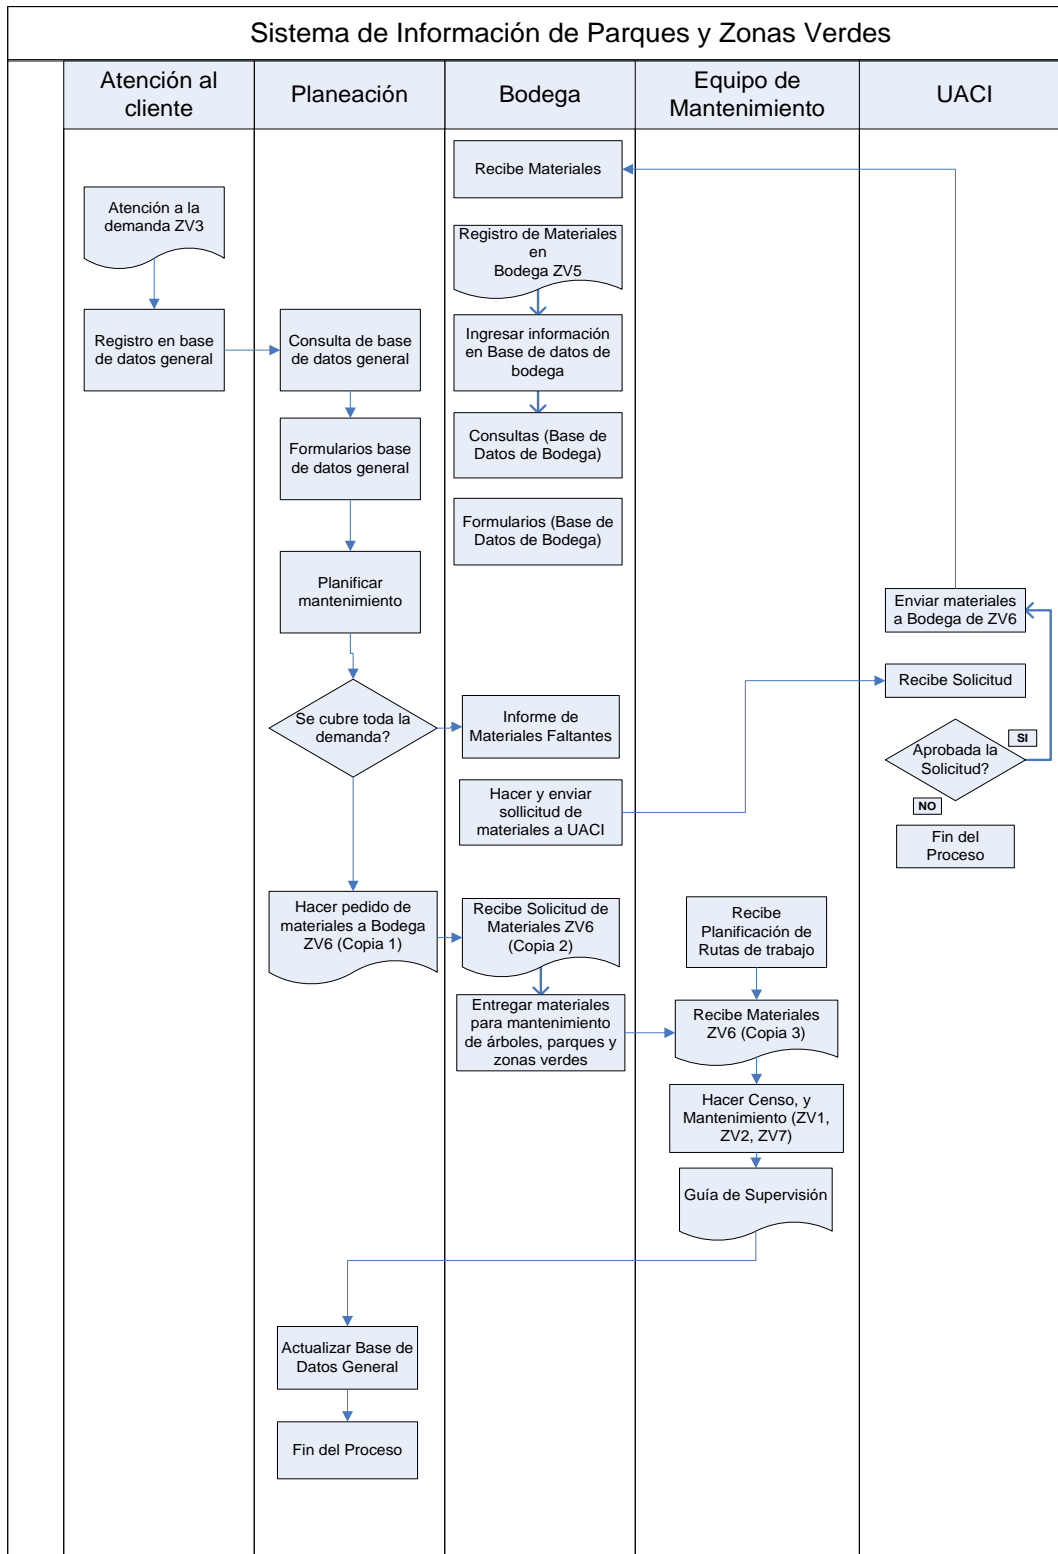 Sistema de Información de Parques y Zonas Verdes
Atención al
cliente
Planeación
Bodega
Equipo de
Mantenimiento
UACI
Atención a la
demanda ZV3
Registro en base
de datos general
Consulta de base
de datos general
Formularios base
de datos general
Planificar
mantenimiento
Se cubre toda la
demanda?
Hacer pedido de
materiales a Bodega
ZV6 (Copia 1)
Actualizar Base de
Datos General
Fin del Proceso
Recibe Materiales
Registro de Materiales
en
Bodega ZV5
Ingresar información
en Base de datos de
bodega
Consultas (Base de
Datos de Bodega)
Formularios (Base de
Datos de Bodega)
Informe de
Materiales Faltantes
Hacer y enviar
sollicitud de
materiales a UACI
Recibe Solicitud de
Materiales ZV6
(Copia 2)
Entregar materiales
para mantenimiento
de árboles, parques y
zonas verdes
Recibe
Planificación de
Rutas de trabajo
Recibe Materiales
ZV6 (Copia 3)
Hacer Censo, y
Mantenimiento (ZV1,
ZV2, ZV7)
Guía de Supervisión
Enviar materiales
a Bodega de ZV6
Recibe Solicitud
Aprobada la
Solicitud?
SI
NO
Fin del
Proceso